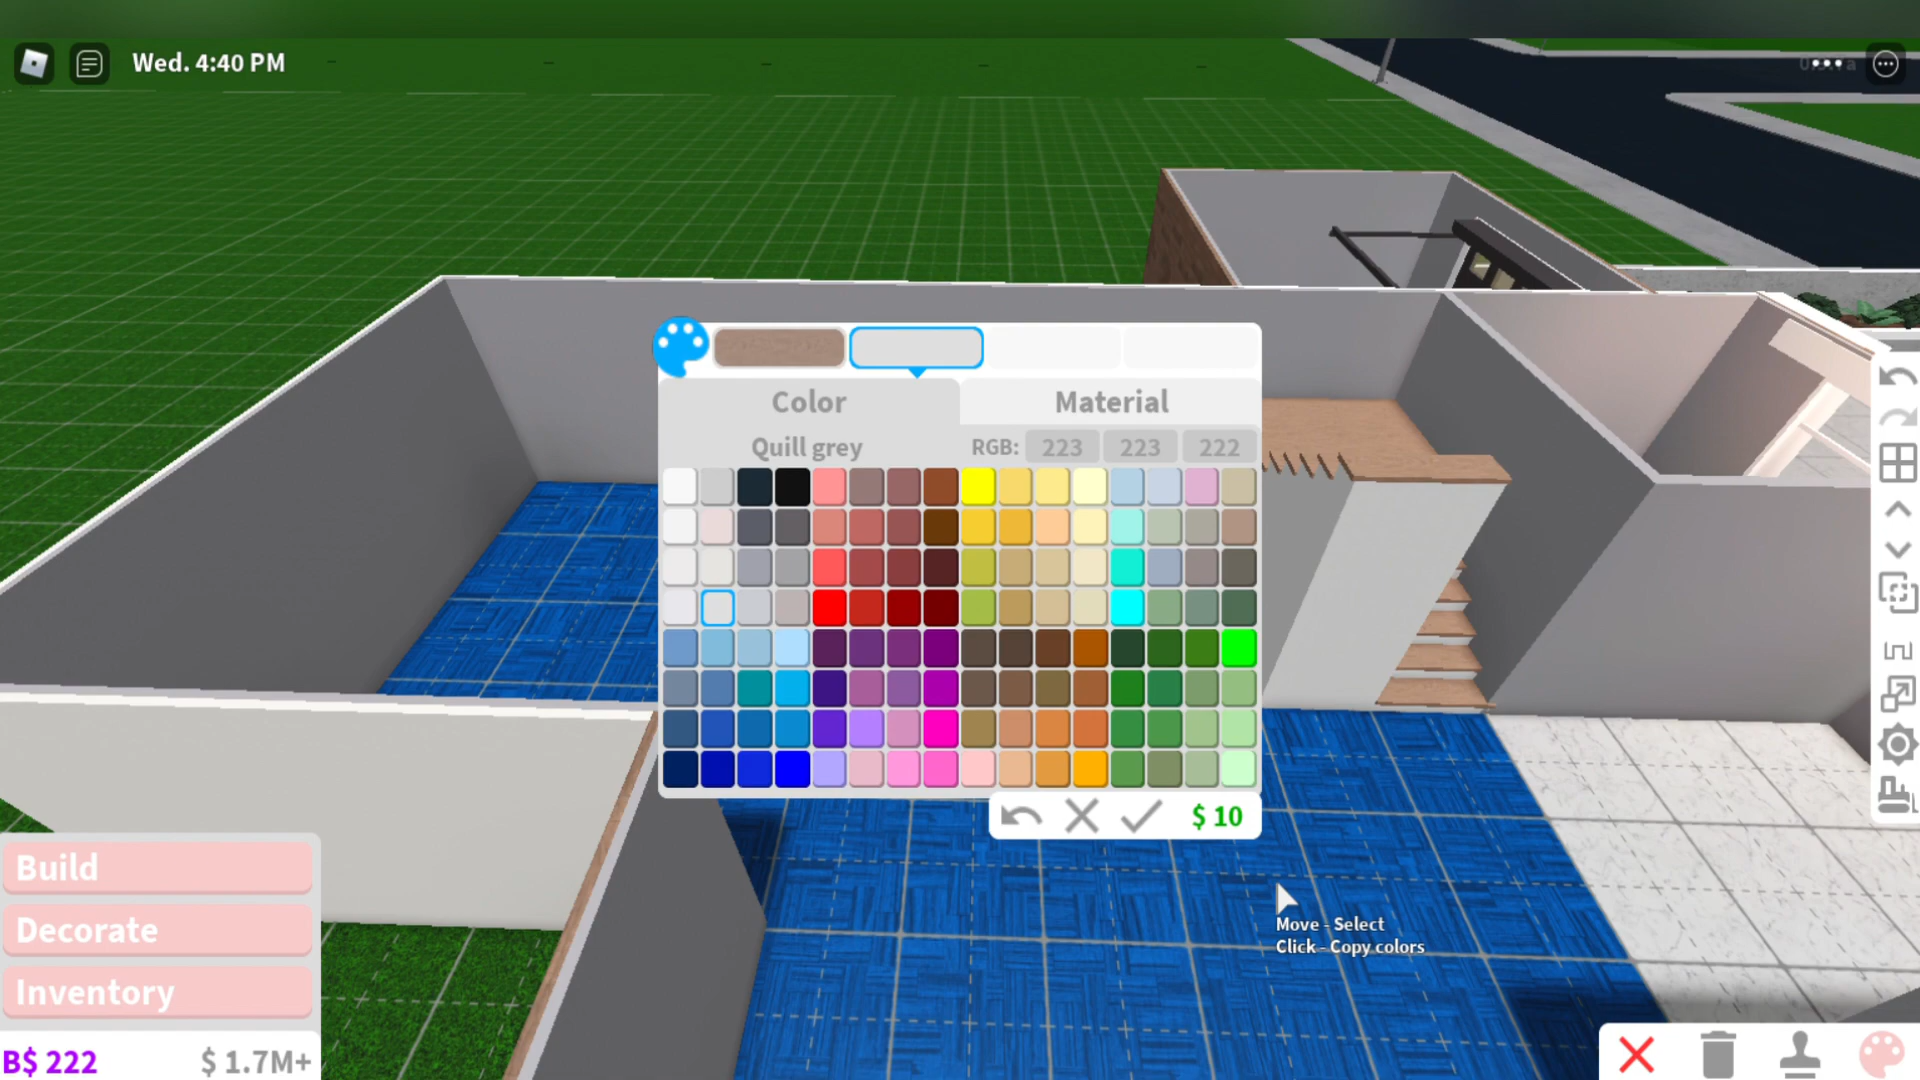 Wed. 4:40 PM
Color
Material
Quill grey
RGB: 223 223 222
$ 10
Build
Decorate
Inventory
B$ 222
$ 1.7M+
Move - Select
Click - Copy colors